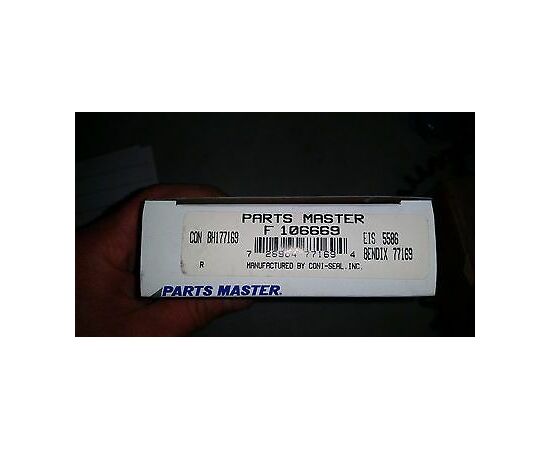 PARTS MASTER
F 106669
CON BH177169
EIS 5586
BENDIX 77169
7 26904 77169 4
R MANUFACTURED BY CONI-SEAL, INC.
PARTS MASTER.